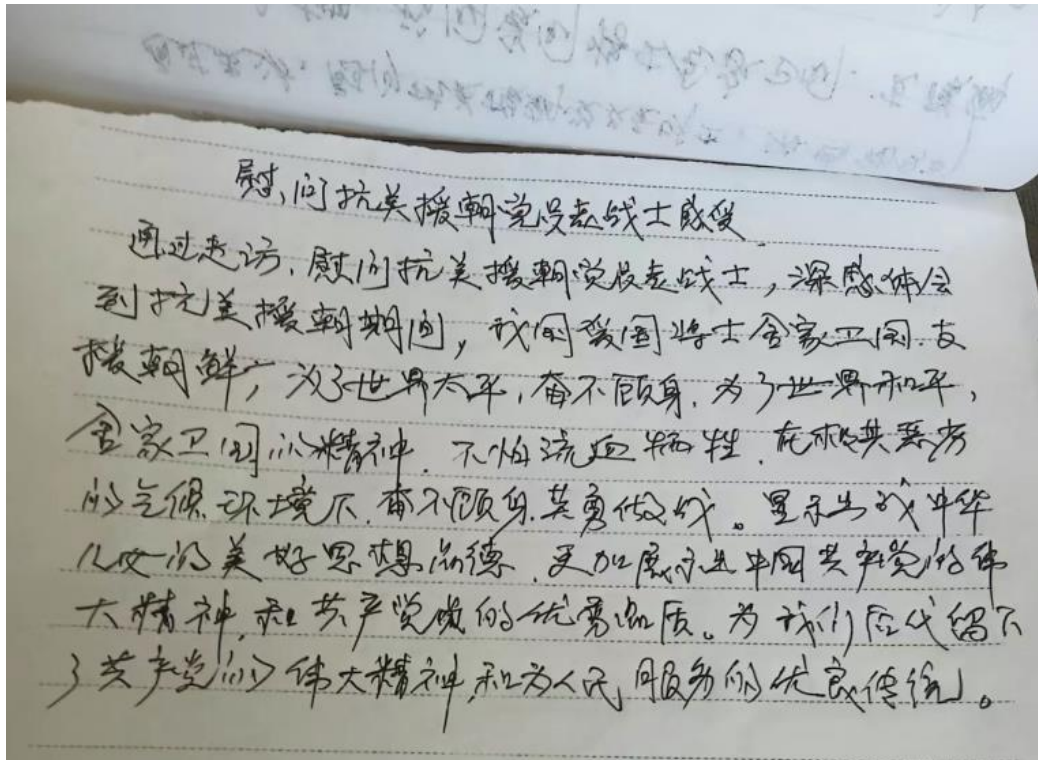 慰问抗美援朝党员老战士感受
通过走访、慰问抗美援朝党员老战士，深感体会
到抗美援朝期间，我国爱国将士舍家卫国.支
援朝鲜，为了世界太平，奋不顾身.为了世界和平，
舍家卫国的精神.不怕流血牺牲.在极其恶劣
的气候环境下.奋不顾身英勇做战。显示出我中华
儿女的美好思想品德.更加展示出中国共产党的伟
大精神,和共产党员的优秀品质。为我们后代留下
了共产党的伟大精神,和为人民服务的优良传统。